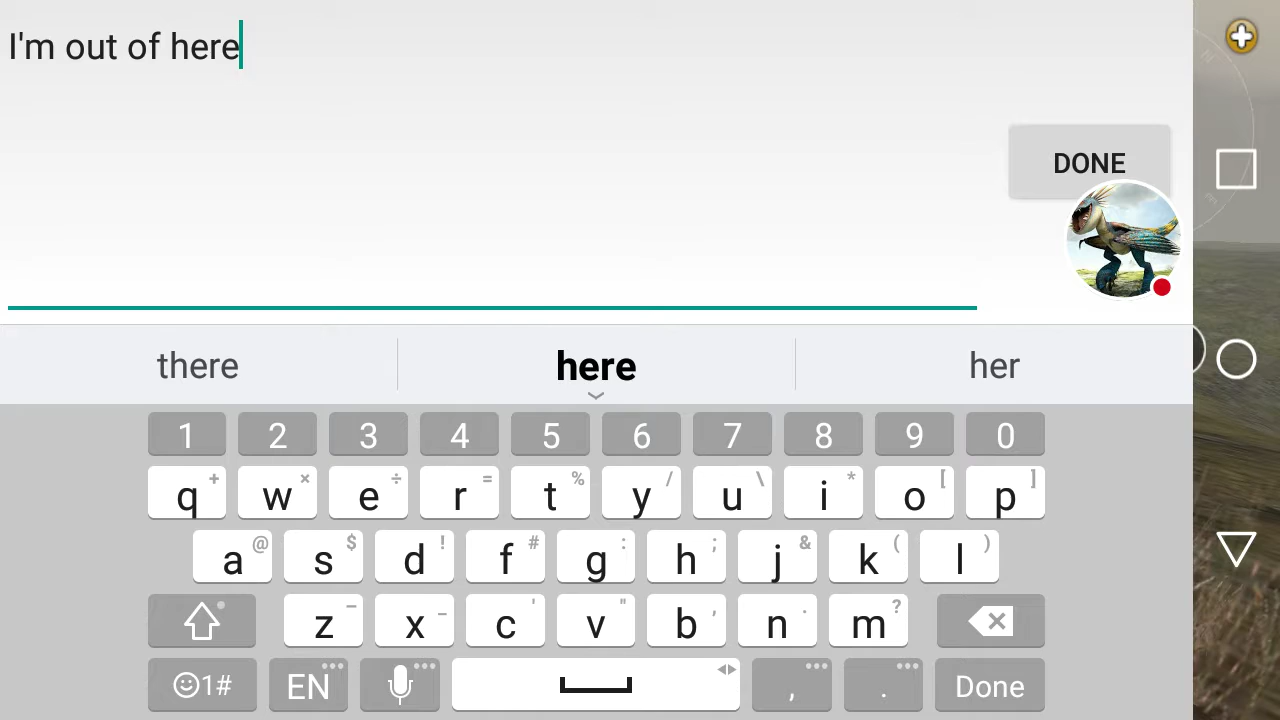 I'm out of here
DONE
there here her
1 2 3 4 5 6 7 8 9 0
q + w × e ÷ r = t % y / u \ i * o [ p ]
a @ s $ d ! f # g : h ; j & k ( l )
z − x _ c ' v " b , n . m ?
1# EN , . Done